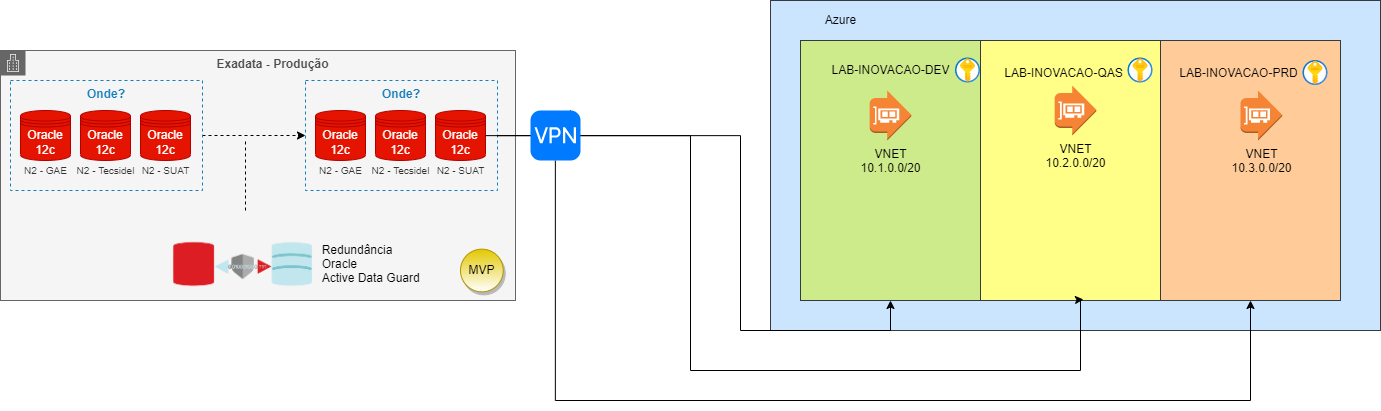 Azure
Exadata - Produção
LAB-INOVACAO-DEV
LAB-INOVACAO-QAS
LAB-INOVACAO-PRD
Onde?
Onde?
Oracle
12c
Oracle
12c
Oracle
12c
Oracle
12c
Oracle
12c
Oracle
12c
N2 - GAE
N2 - Tecsidel
N2 - SUAT
N2 - GAE
N2 - Tecsidel
N2 - SUAT
VPN
VNET
10.1.0.0/20
VNET
10.2.0.0/20
VNET
10.3.0.0/20
Redundância
Oracle
Active Data Guard
MVP